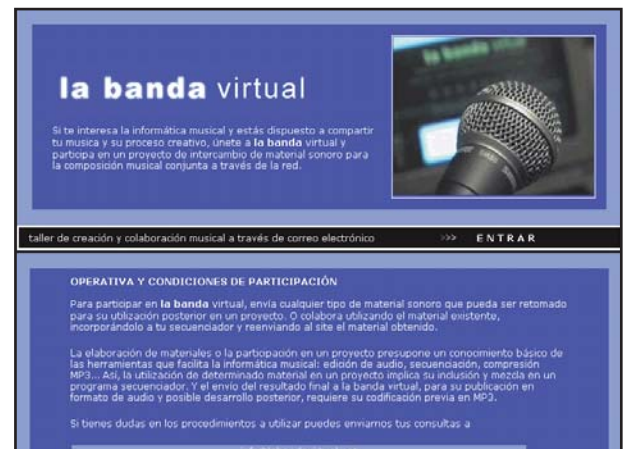 la banda virtual
Si te interesa la informática musical y estás dispuesto a compartir
tu musica y su proceso creativo, únete a la banda virtual y
participa en un proyecto de intercambio de material sonoro para
la composición musical conjunta a través de la red.
la banda virtual
taller de creación y colaboración musical a través de correo electrónico >>> ENTRAR
OPERATIVA Y CONDICIONES DE PARTICIPACIÓN
Para participar en la banda virtual, envía cualquier tipo de material sonoro que pueda ser retomado
para su utilización posterior en un proyecto. O colabora utilizando el material existente,
incorporándolo a tu secuenciador y reenviando al site el material obtenido.
La elaboración de materiales o la participación en un proyecto presupone un conocimiento básico de
las herramientas que facilita la informática musical: edición de audio, secuenciación, compresión
MP3... Así, la utilización de determinado material en un proyecto implica su inclusión y mezcla en un
programa secuenciador. Y el envío del resultado final a la banda virtual, para su publicación en
formato de audio y posible desarrollo posterior, requiere su codificación previa en MP3.
Si tienes dudas en los procedimientos a utilizar puedes enviarnos tus consultas a